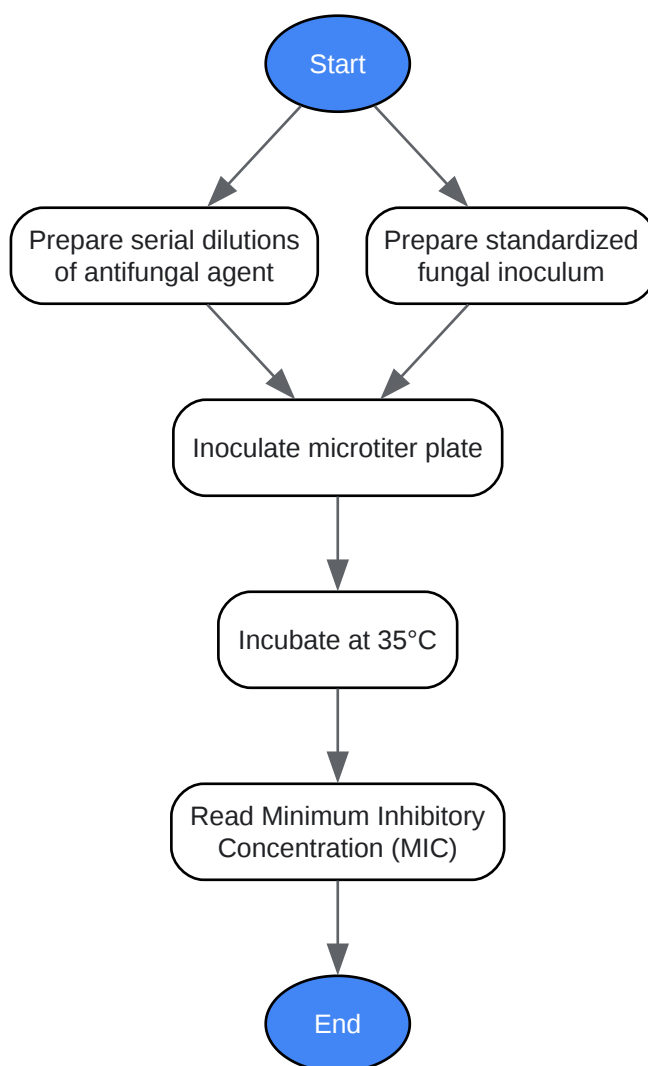 Start
Prepare serial dilutions
of antifungal agent
Prepare standardized
fungal inoculum
Inoculate microtiter plate
Incubate at 35°C
Read Minimum Inhibitory
Concentration (MIC)
End